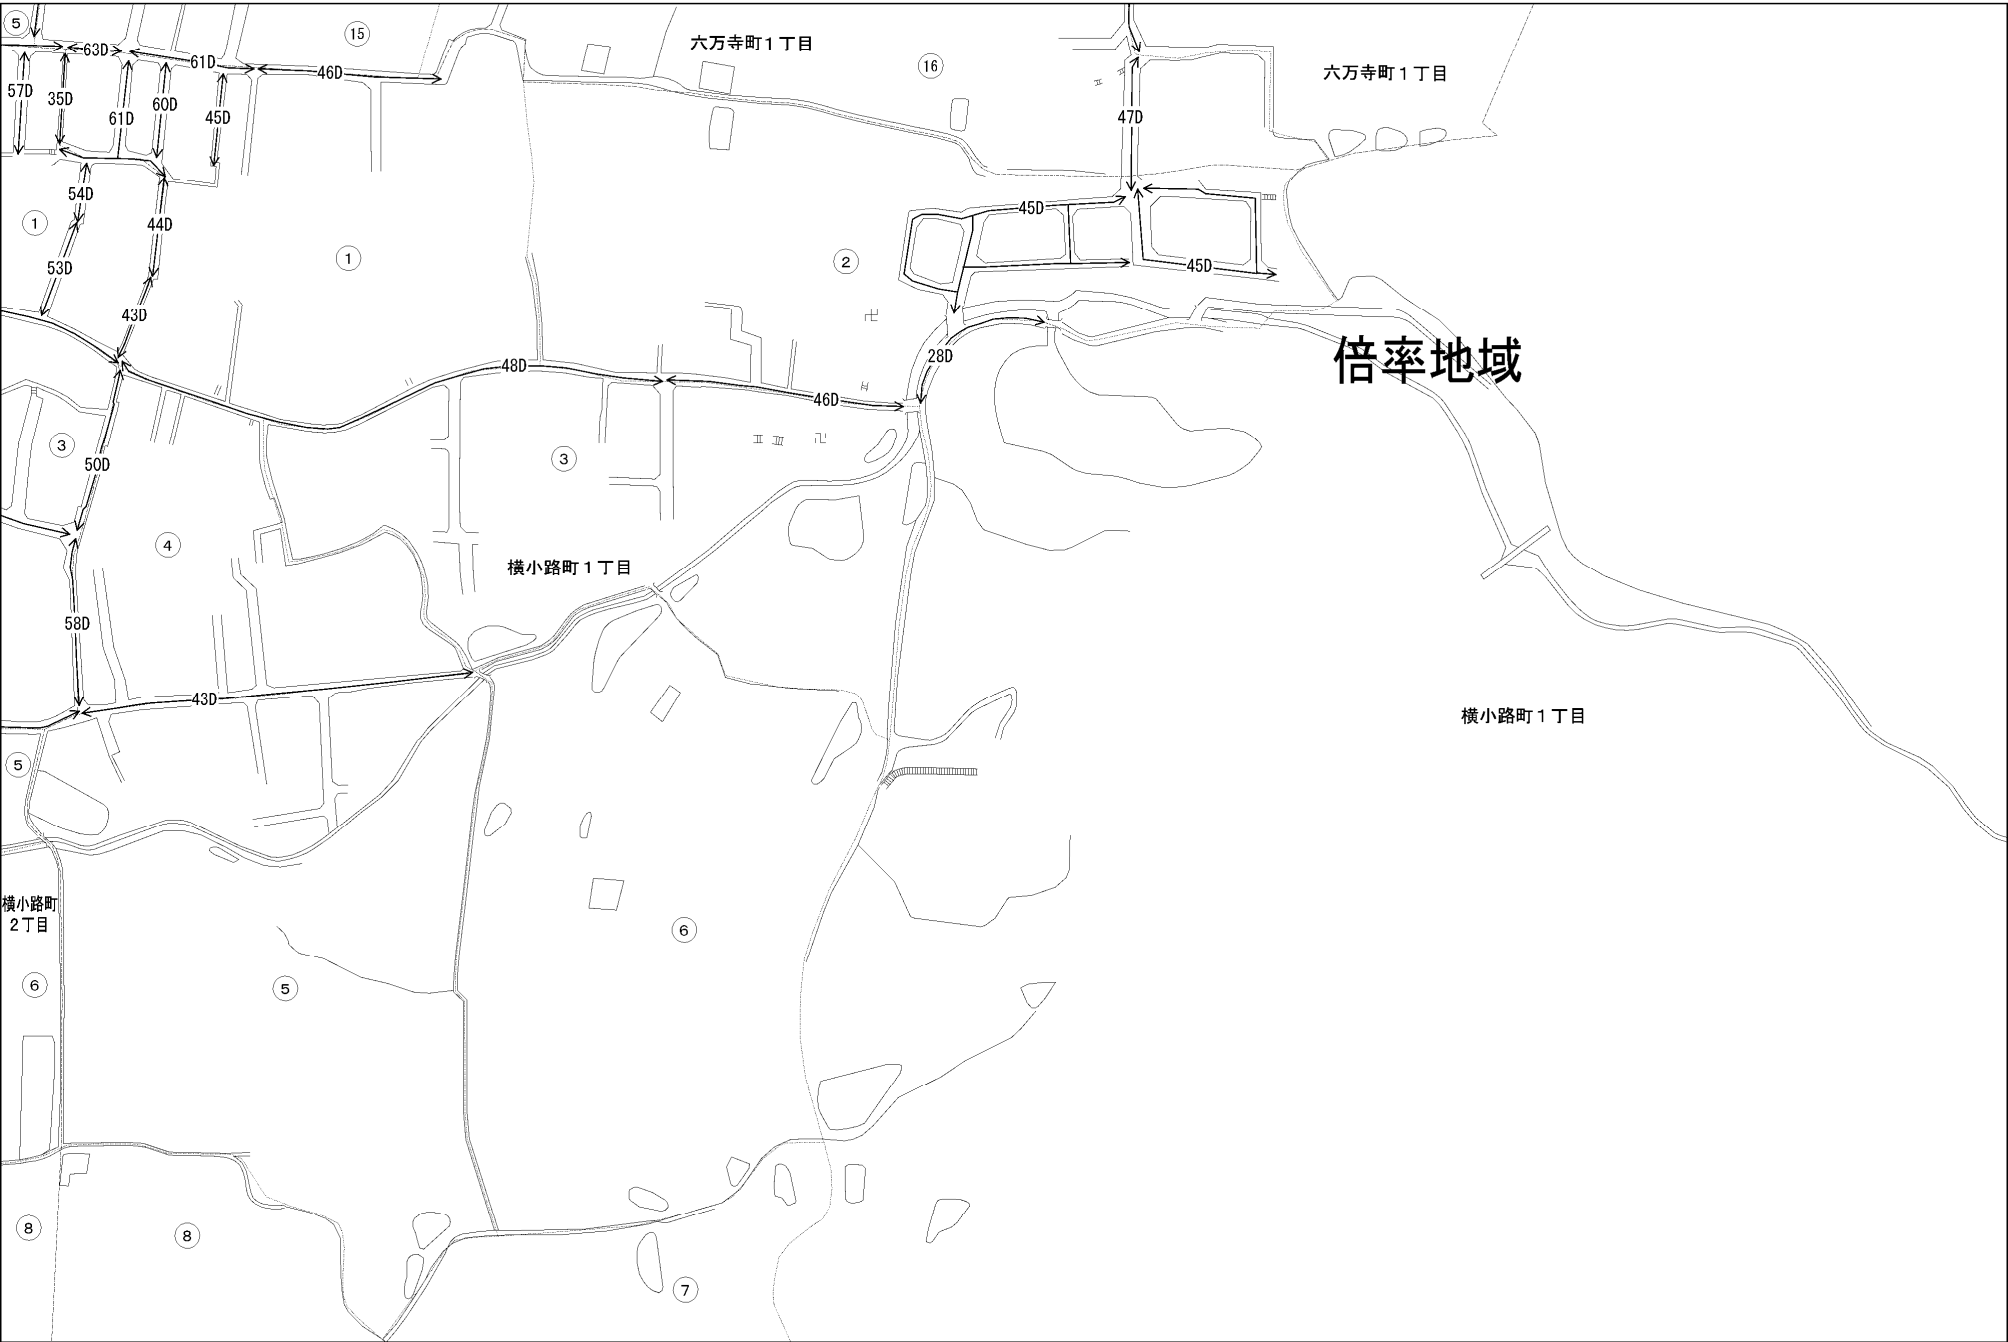 ⑤
⑮
63D
六万寺町1丁目
61D
⑯
46D
六万寺町1丁目
57D
35D
60D
61D
45D
47D
54D
45D
①
44D
①
②
53D
45D
43D
28D
倍率地域
48D
46D
③
③
50D
④
横小路町1丁目
58D
43D
横小路町1丁目
⑤
横小路町
2丁目
⑥
⑥
⑤
⑧
⑧
⑦